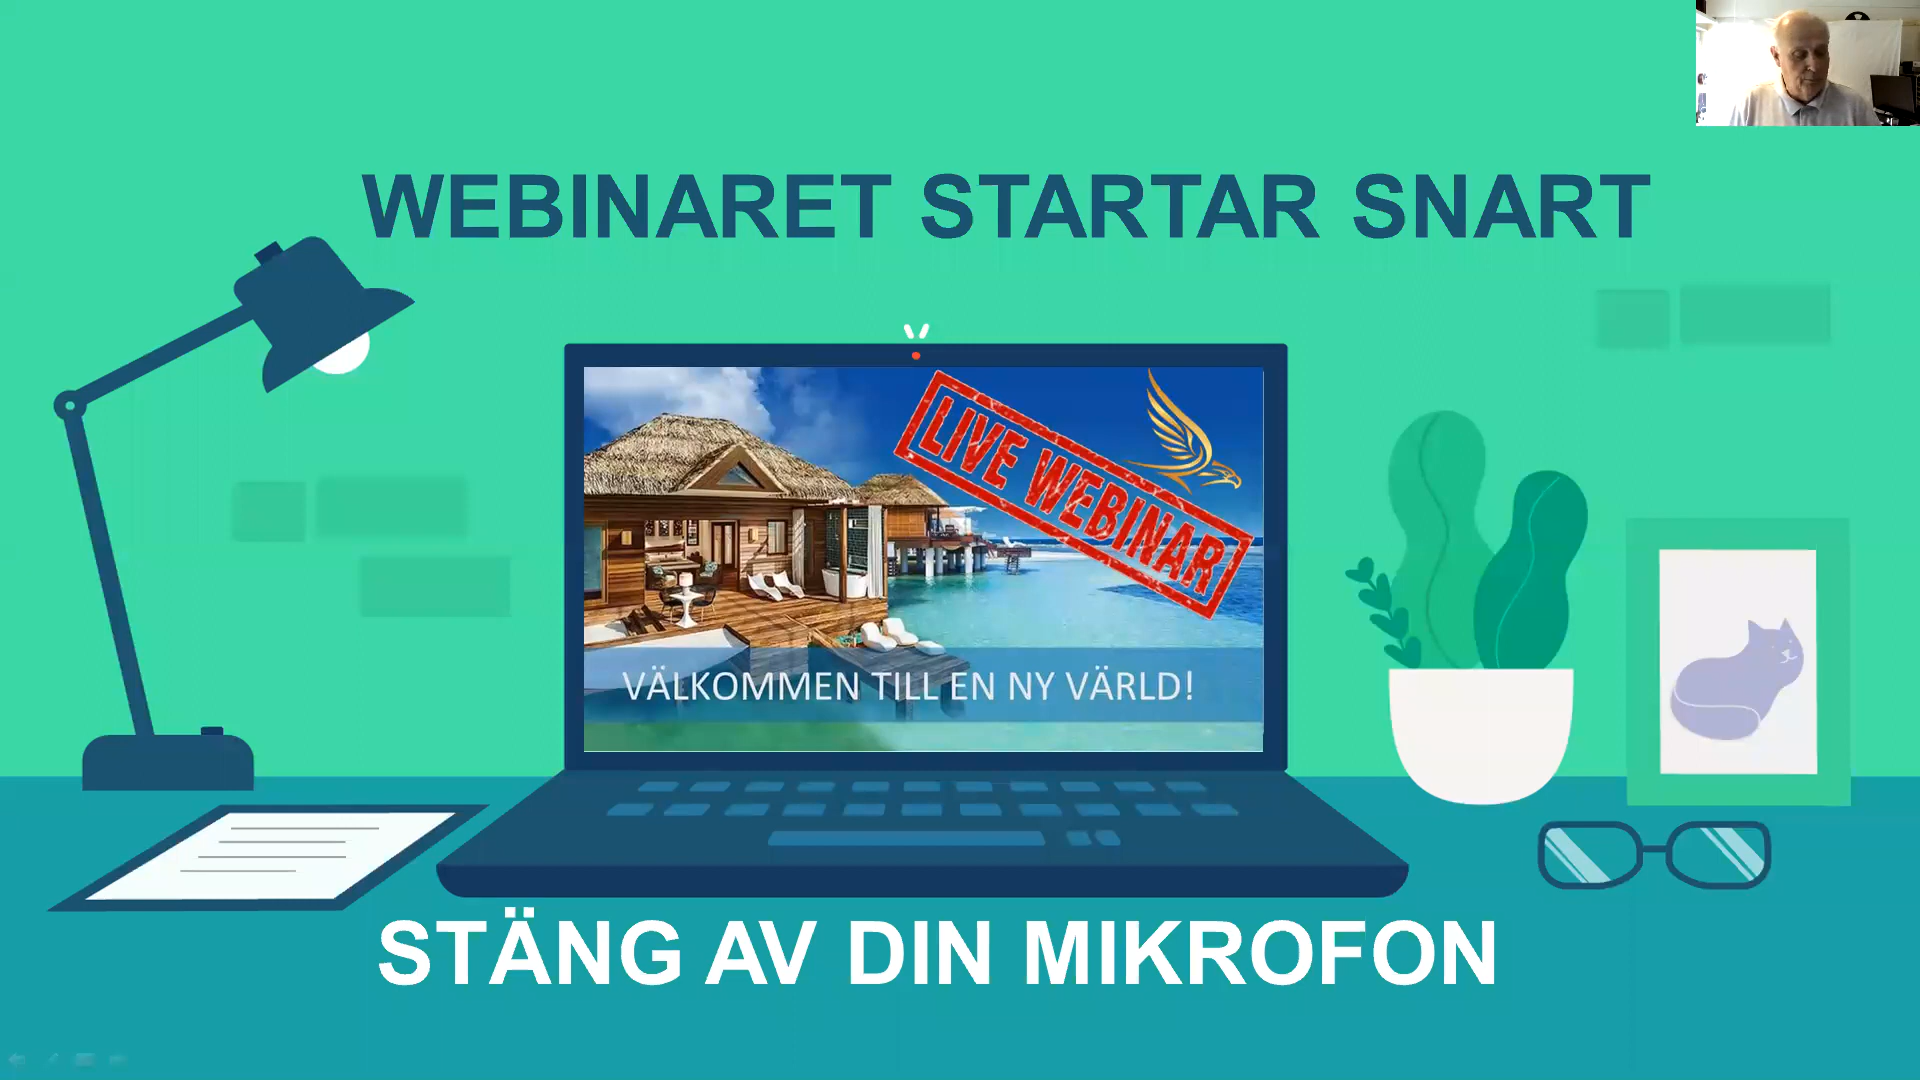 WEBINARET STARTAR SNART
LIVE WEBINAR
VÄLKOMMEN TILL EN NY VÄRLD!
STÄNG AV DIN MIKROFON